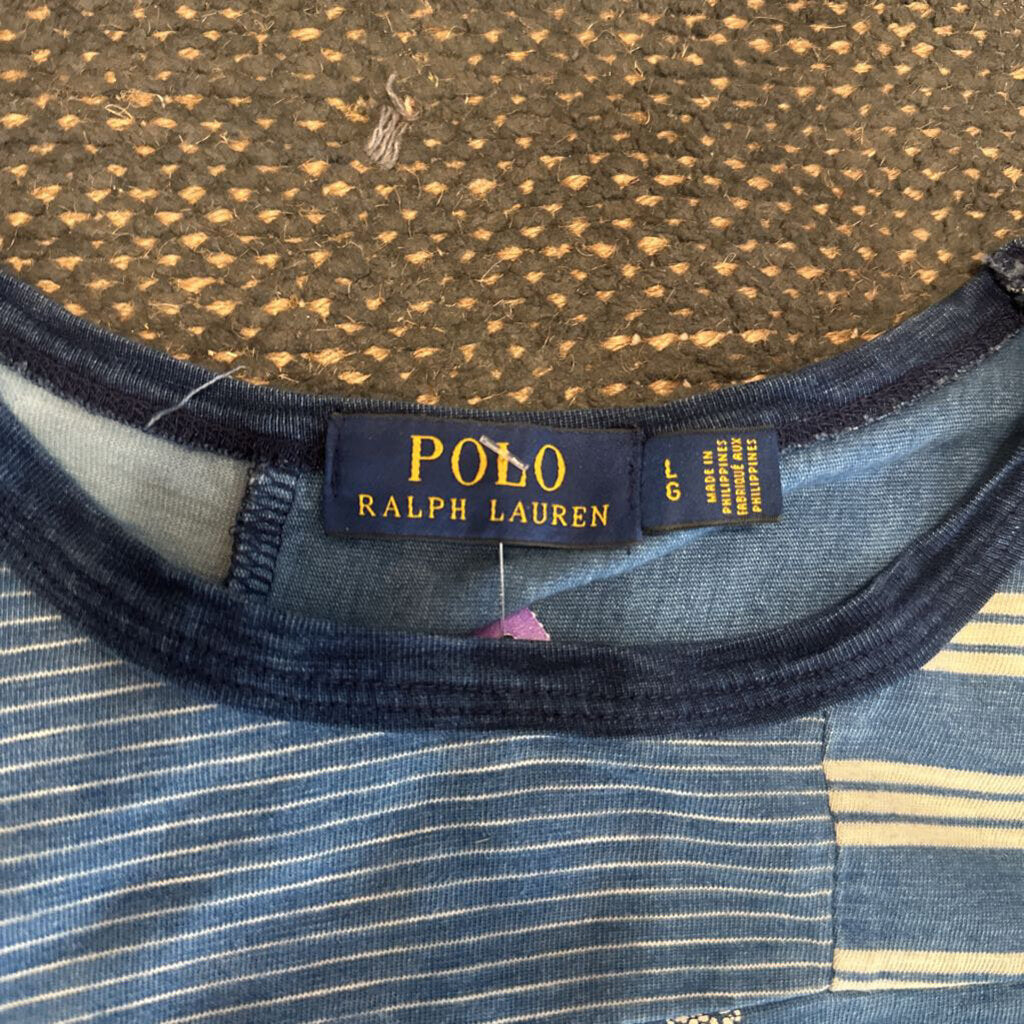 POLO
RALPH LAUREN
L G
MADE IN
PHILIPPINES
FABRIQUÉ AUX
PHILIPPINES